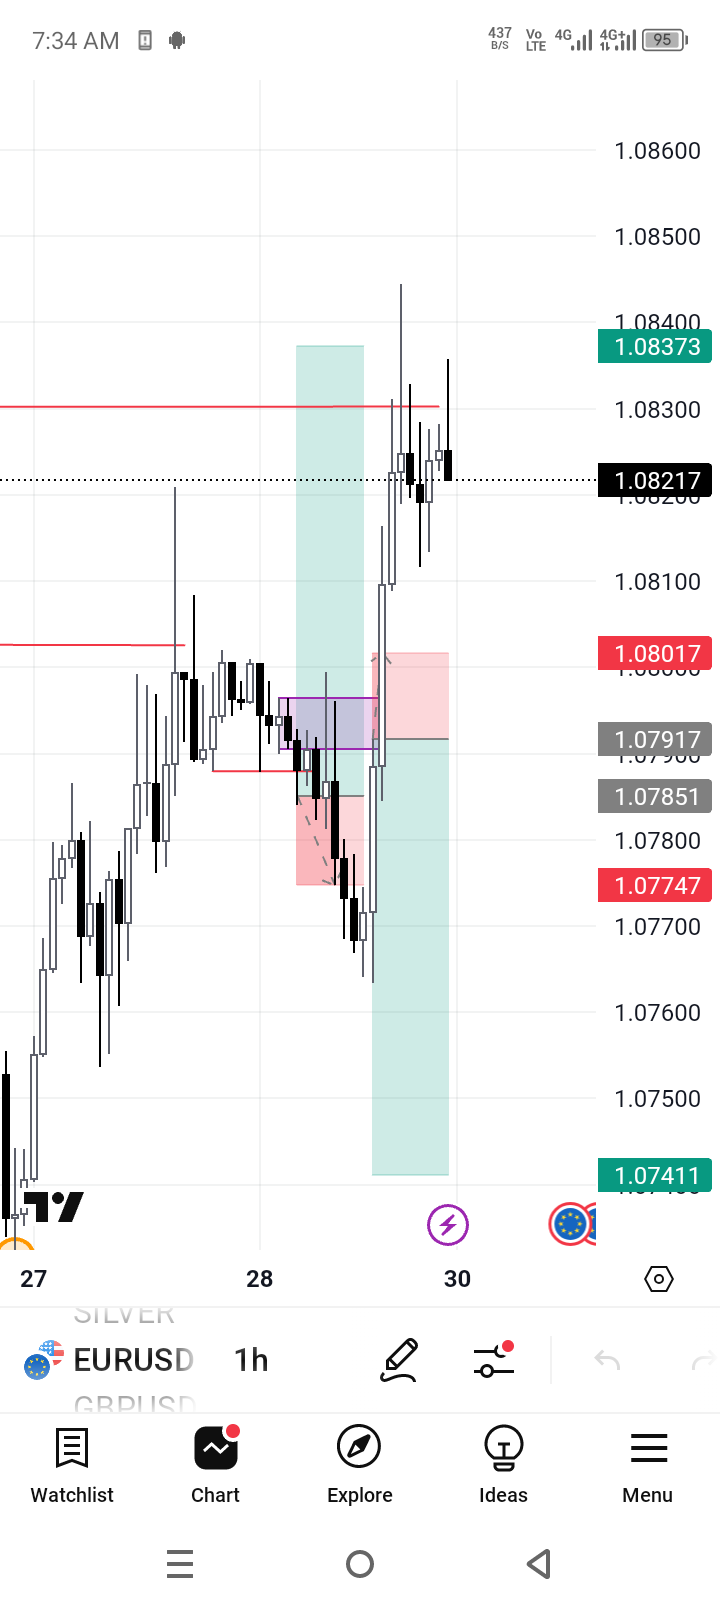 7:34 AM
437 B/S
Vo LTE
4G
4G+
95
1.08600
1.08500
1.08400
1.08373
1.08300
1.08217
1.08200
1.08100
1.08017
1.08000
1.07917
1.07900
1.07851
1.07800
1.07747
1.07700
1.07600
1.07500
1.07411
1.07400
27 28 30
SILVER
EURUSD 1h
GBPUSD
Watchlist Chart Explore Ideas Menu